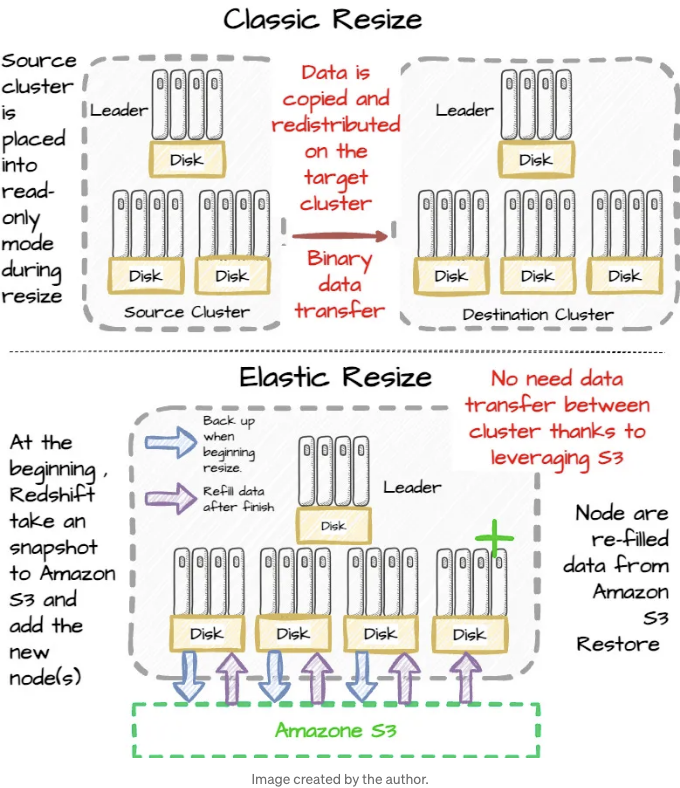 Classic Resize
Source
cluster
is
placed
into
read-
only
mode
during
resize
Leader
Disk
Disk
Disk
Source Cluster
Data is
copied and
redistributed
on the
target
cluster
Binary
data
transfer
Leader
Disk
Disk
Disk
Disk
Destination Cluster
Elastic Resize
No need data
transfer between
cluster thanks to
leveraging S3
At the
beginning,
Redshift
take an
snapshot
to Amazon
S3 and
add the
new
node(s)
Back up
when
beginning
resize.
Refill data
after finish
Leader
Disk
Disk
Disk
Disk
Disk
Node are
re-filled
data from
Amazon
S3
Restore
Amazone S3
Image created by the author.